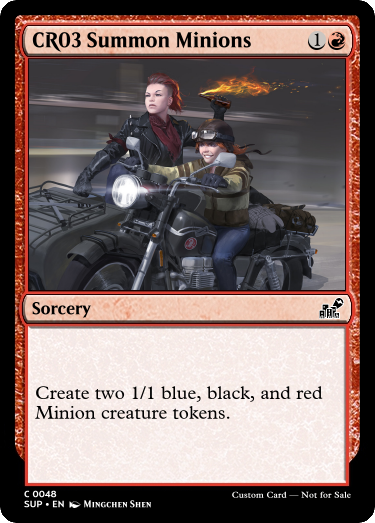 CR03 Summon Minions
1
Sorcery
Create two 1/1 blue, black, and red
Minion creature tokens.
C 0048
SUP • EN Mingchen Shen
Custom Card — Not for Sale